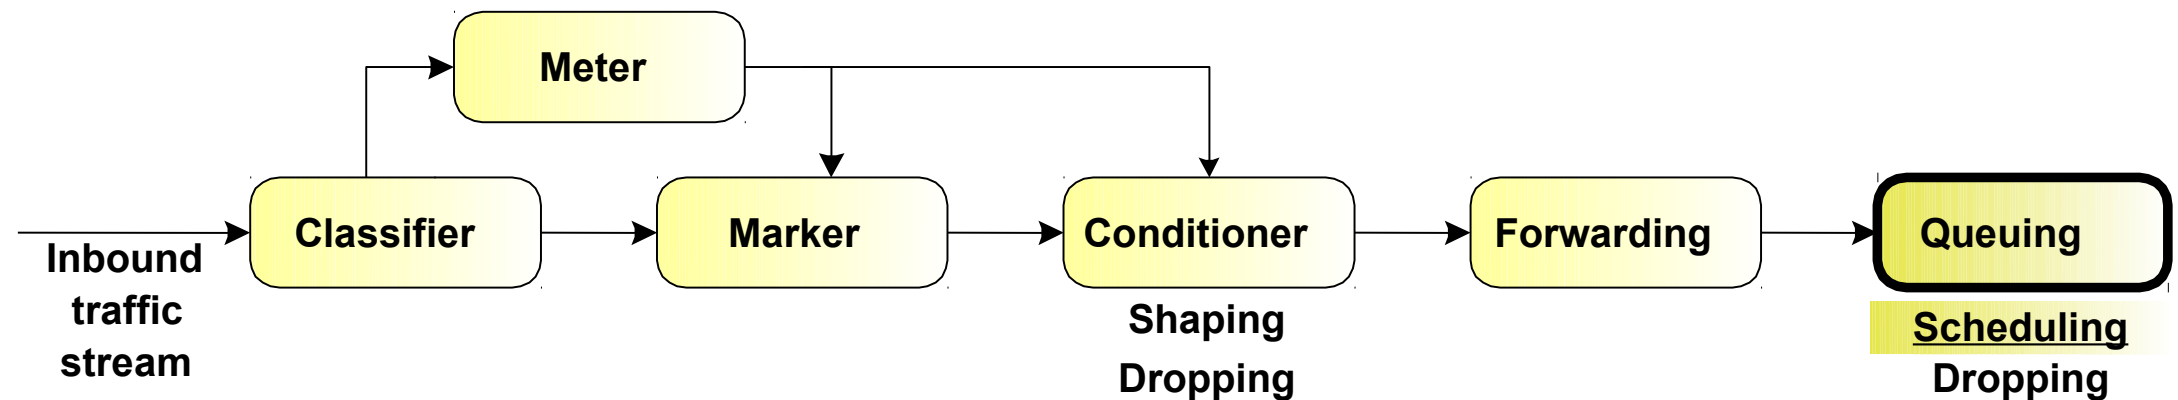 Meter
Classifier
Marker
Conditioner
Forwarding
Queuing
Inbound
traffic
stream
Shaping
Dropping
Scheduling
Dropping